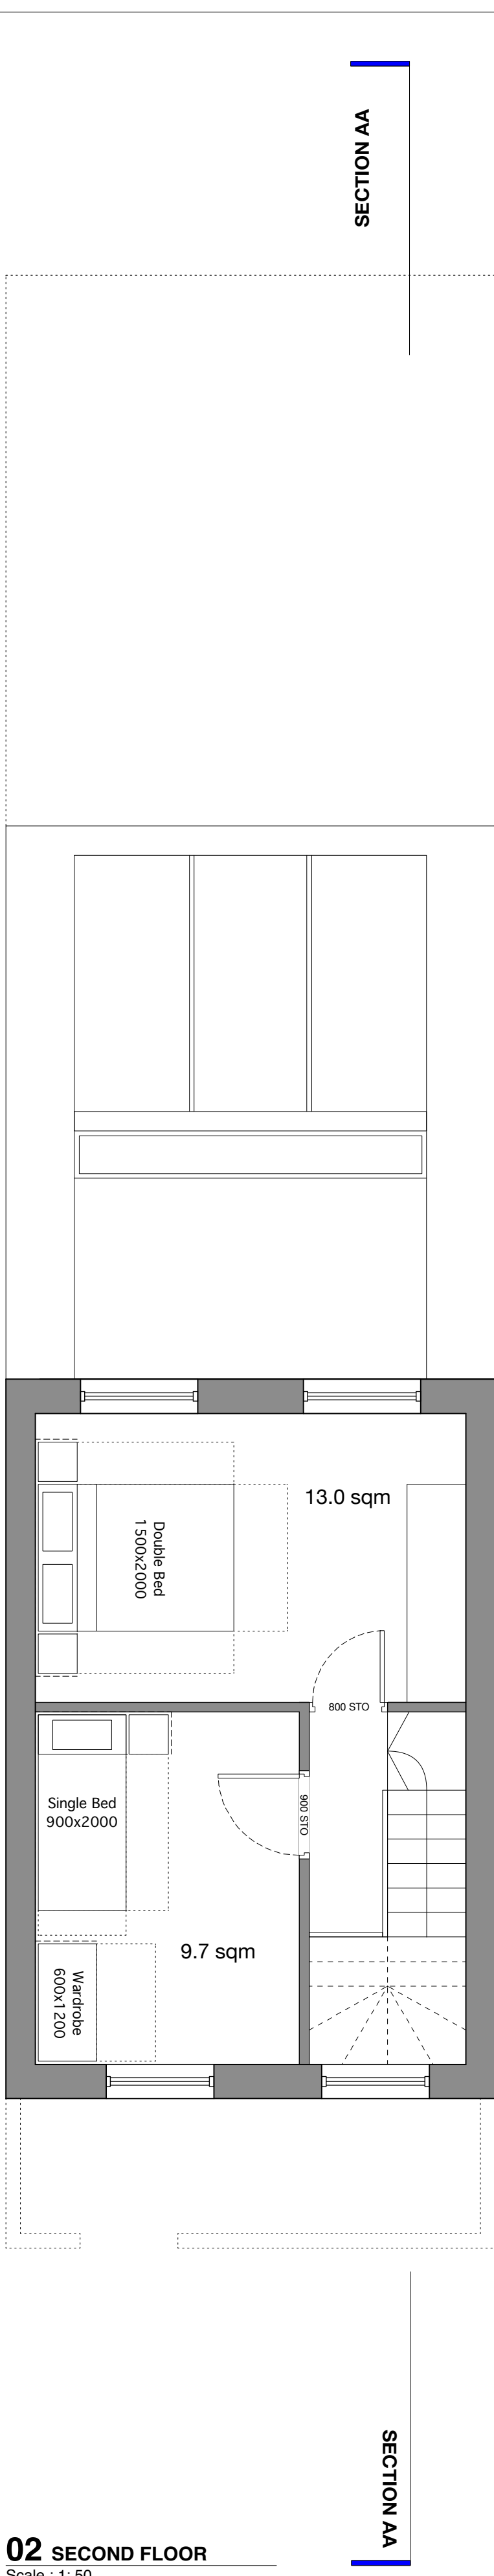 SECTION AA
13.0 sqm
Double Bed
1500x2000
800 STO
Single Bed
900x2000
900 STO
9.7 sqm
Wardrobe
600x1200
SECTION AA
02 SECOND FLOOR
Scale : 1: 50